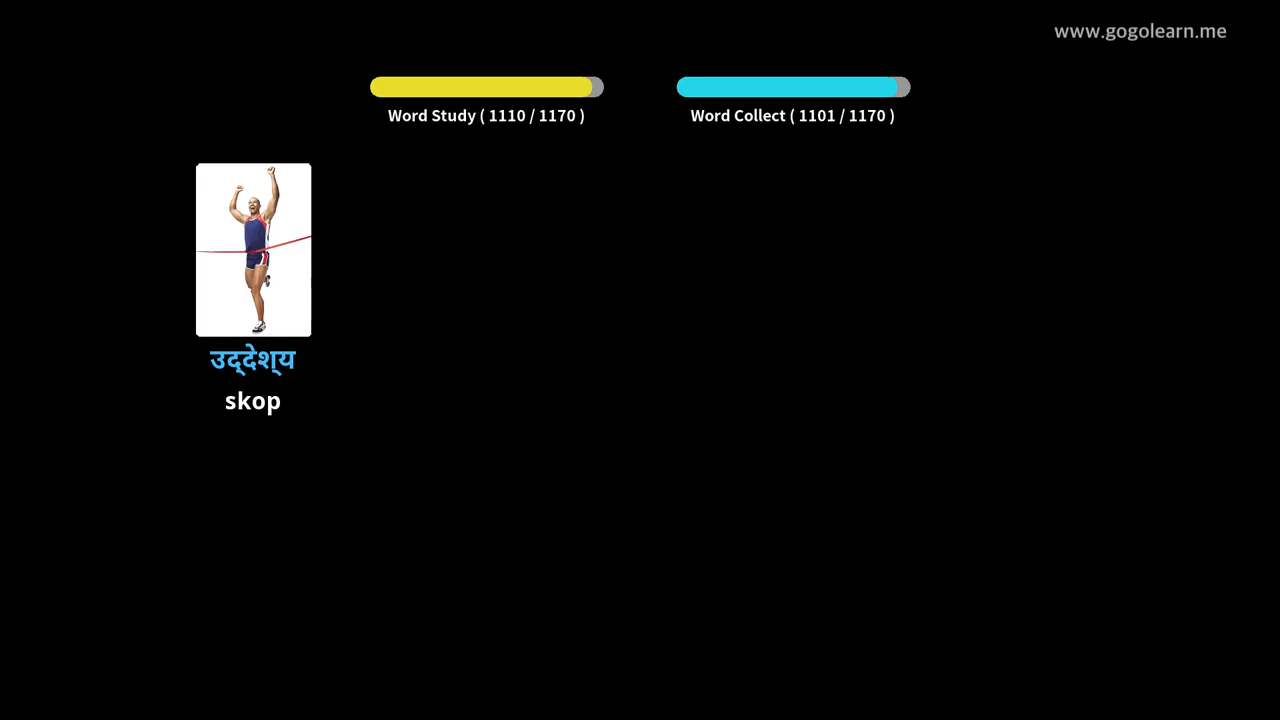 www.gogolearn.me
Word Study ( 1110 / 1170 )
Word Collect ( 1101 / 1170 )
उद्देश्य
skop